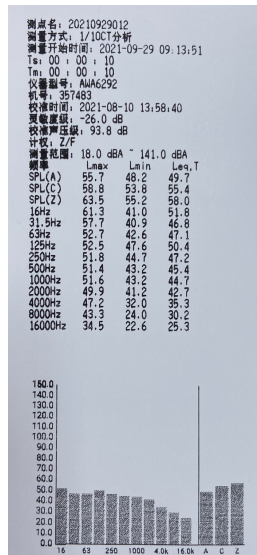 测点名: 20210929012
测量方式: 1/1OCT分析
测量开始时间: 2021-09-29 09:13:51
Ts: 00 : 00 : 10
Tm: 00 : 00 : 10
仪器型号: AWA6292
机号: 357483
校准时间: 2021-08-10 13:58:40
灵敏度级: -26.0 dB
校准声压级: 93.8 dB
计权: Z/F
测量范围: 18.0 dBA ~ 141.0 dBA
频率 Lmax Lmin Leq,T
SPL(A) 55.7 48.2 49.7
SPL(C) 58.8 53.8 55.4
SPL(Z) 63.5 55.2 58.0
16Hz 61.3 41.0 51.8
31.5Hz 57.7 40.9 46.8
63Hz 52.7 42.6 47.1
125Hz 52.5 47.6 50.4
250Hz 51.8 44.7 47.2
500Hz 51.4 43.2 45.4
1000Hz 51.6 43.2 44.7
2000Hz 49.9 41.2 42.7
4000Hz 47.2 32.0 35.3
8000Hz 43.3 24.0 30.2
16000Hz 34.5 22.6 25.3
150.0
140.0
130.0
120.0
110.0
100.0
90.0
80.0
70.0
60.0
50.0
40.0
30.0
20.0
10.0
0.0
16 63 250 1000 4.0k 16.0k A C Z